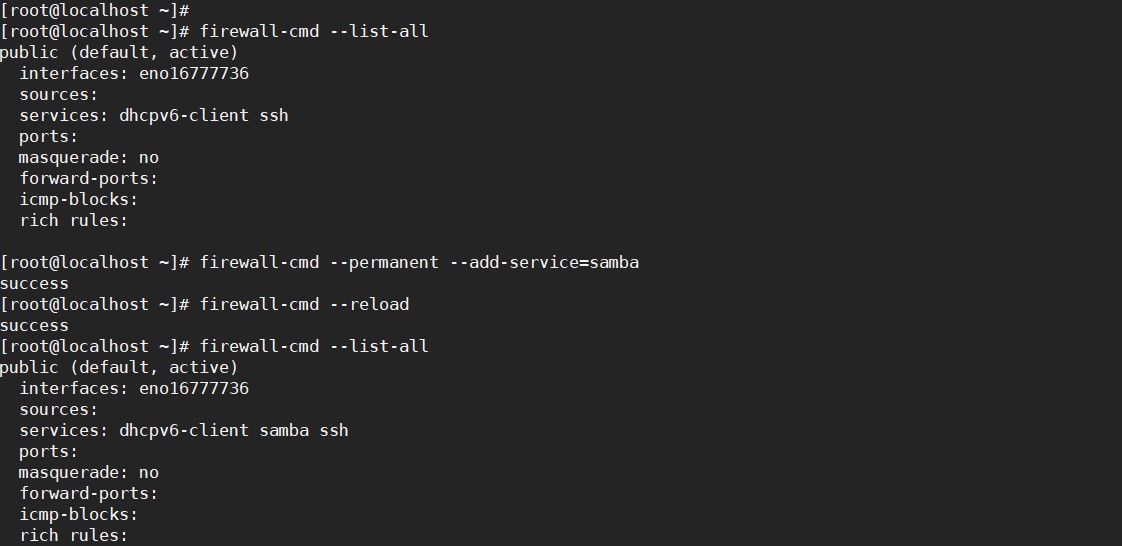 [root@localhost ~]#
[root@localhost ~]# firewall-cmd --list-all
public (default, active)
  interfaces: eno16777736
  sources:
  services: dhcpv6-client ssh
  ports:
  masquerade: no
  forward-ports:
  icmp-blocks:
  rich rules:

[root@localhost ~]# firewall-cmd --permanent --add-service=samba
success
[root@localhost ~]# firewall-cmd --reload
success
[root@localhost ~]# firewall-cmd --list-all
public (default, active)
  interfaces: eno16777736
  sources:
  services: dhcpv6-client samba ssh
  ports:
  masquerade: no
  forward-ports:
  icmp-blocks:
  rich rules: